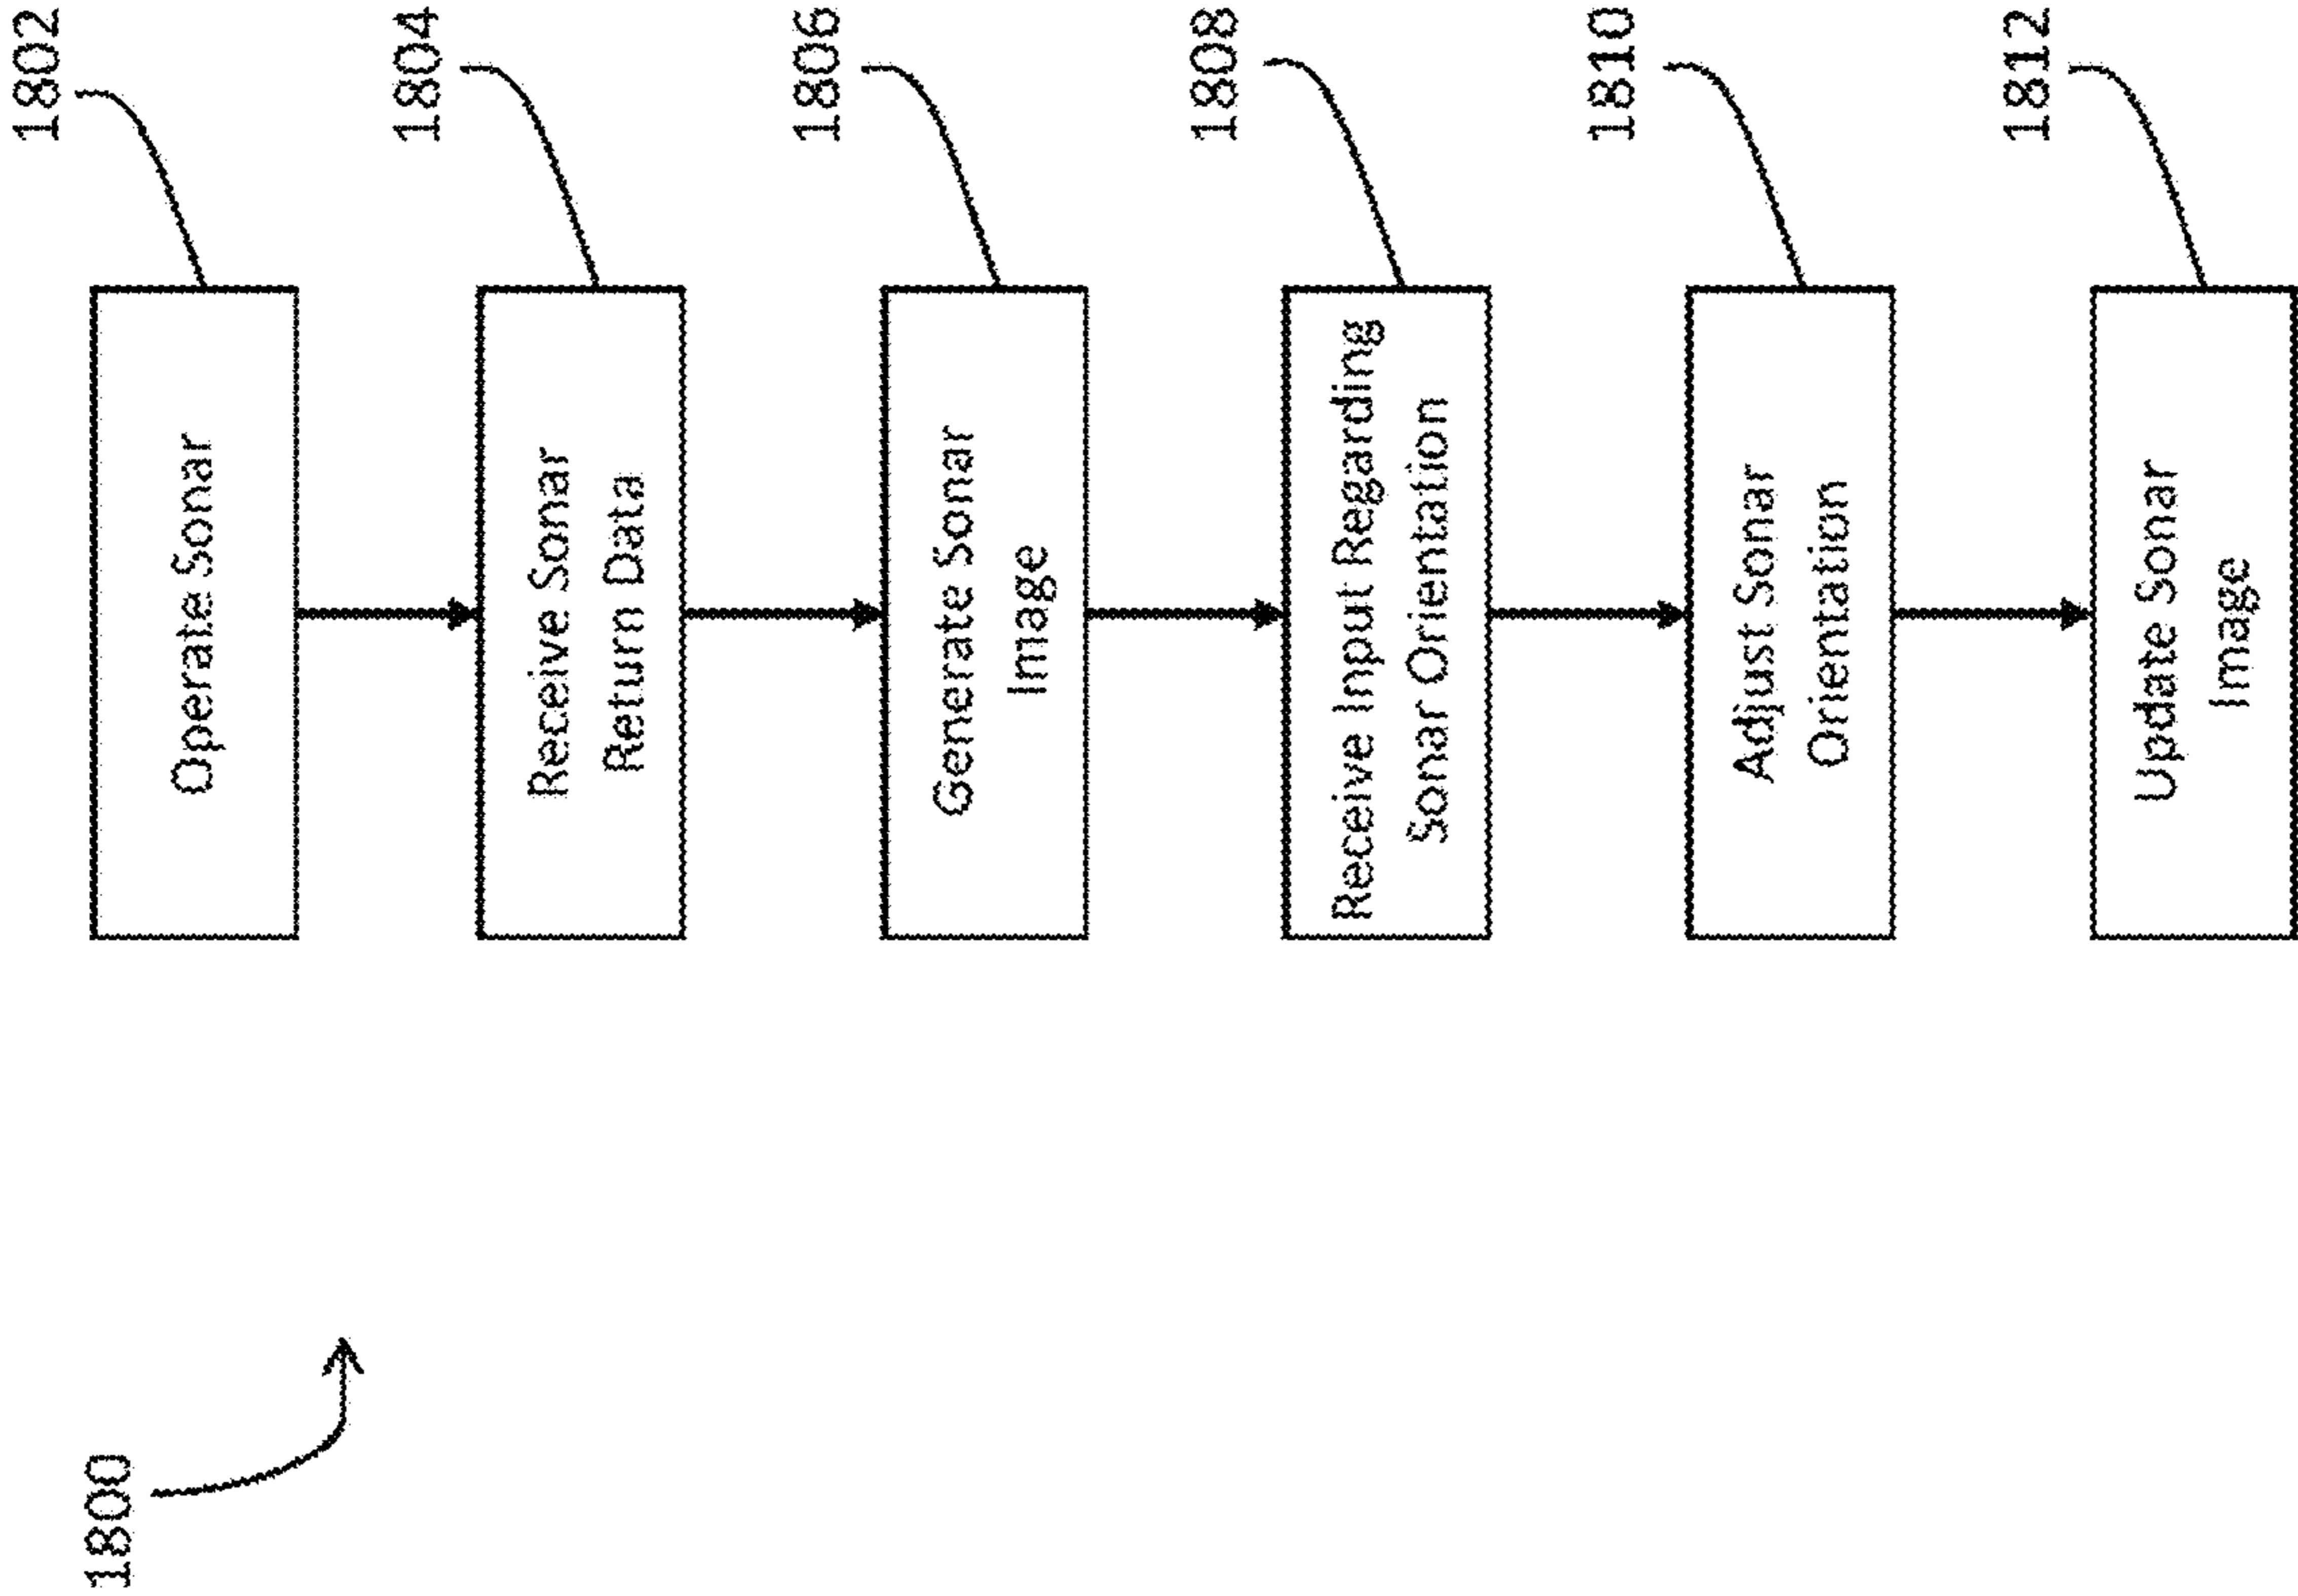 1800
1802
Operate Sonar
1804
Receive Sonar
Return Data
1806
Generate Sonar
Image
1808
Receive Input Regarding
Sonar Orientation
1810
Adjust Sonar
Orientation
1812
Update Sonar
Image